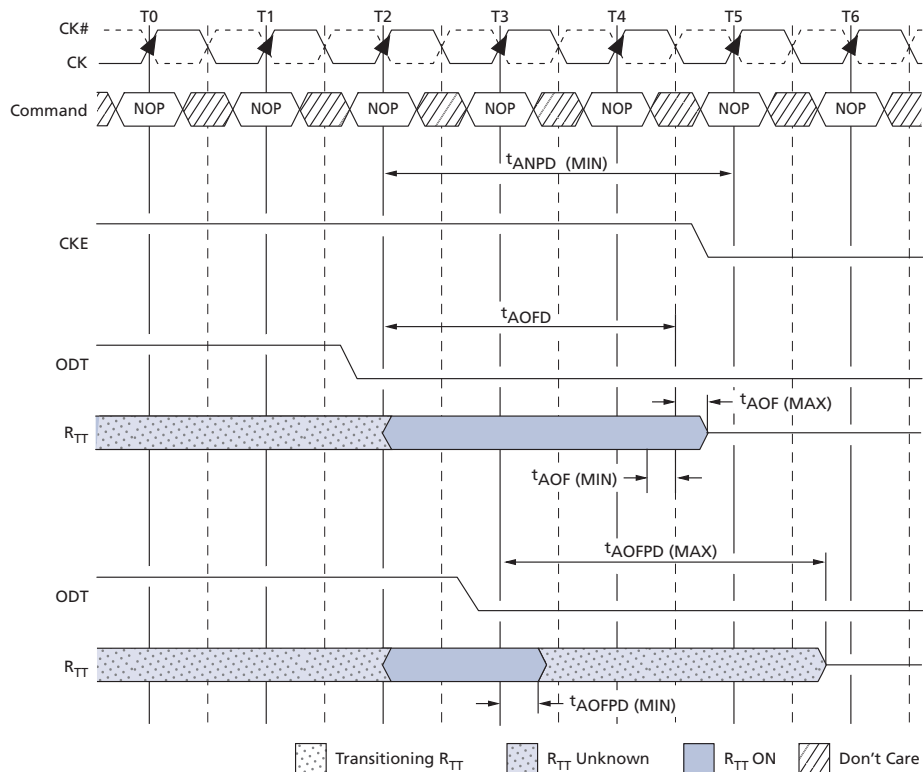 T0 T1 T2 T3 T4 T5 T6
CK#
CK
Command NOP NOP NOP NOP NOP NOP NOP
tANPD (MIN)
CKE
tAOFD
ODT
tAOF (MAX)
RTT
tAOF (MIN)
tAOFPD (MAX)
ODT
RTT
tAOFPD (MIN)
Transitioning RTT RTT Unknown RTT ON Don't Care